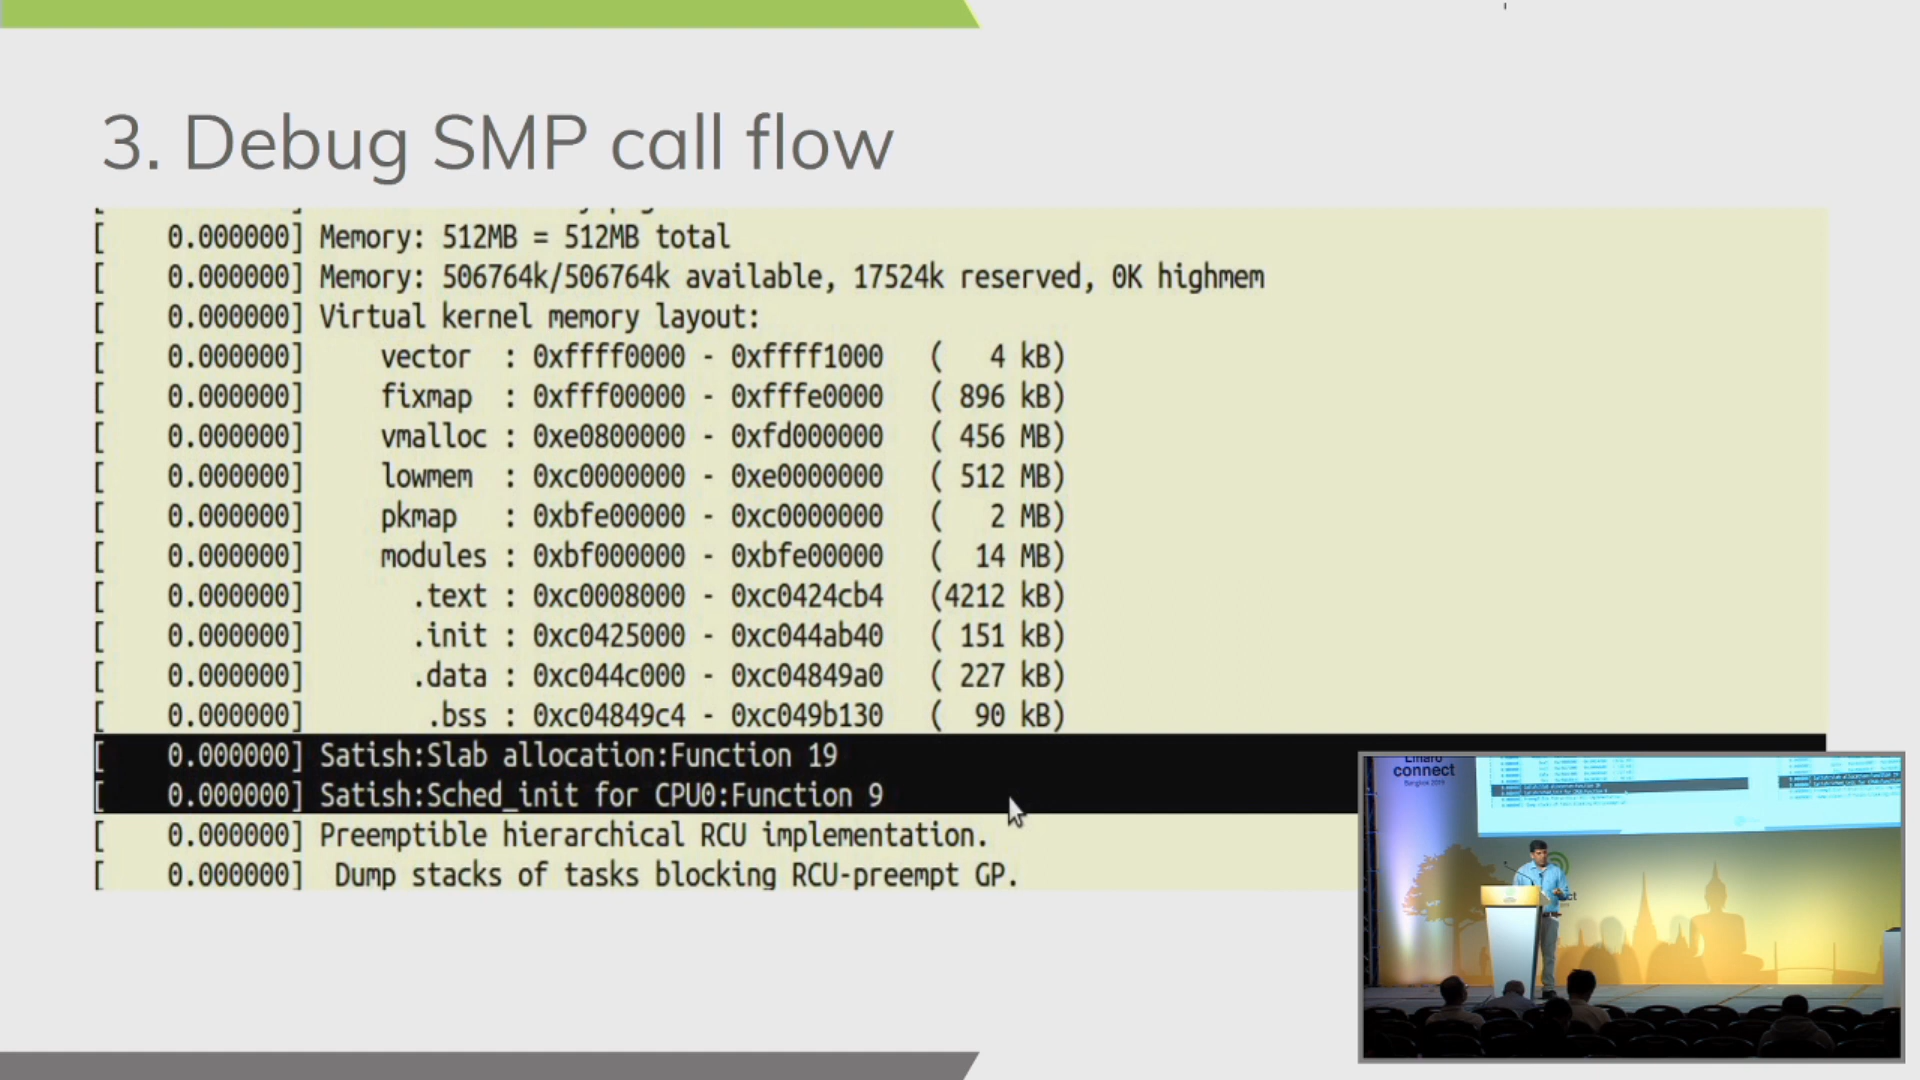 3. Debug SMP call flow
[    0.000000] Memory: 512MB = 512MB total
[    0.000000] Memory: 506764k/506764k available, 17524k reserved, 0K highmem
[    0.000000] Virtual kernel memory layout:
[    0.000000]     vector  : 0xffff0000 - 0xffff1000   (   4 kB)
[    0.000000]     fixmap  : 0xfff00000 - 0xfffe0000   ( 896 kB)
[    0.000000]     vmalloc : 0xe0800000 - 0xfd000000   ( 456 MB)
[    0.000000]     lowmem  : 0xc0000000 - 0xe0000000   ( 512 MB)
[    0.000000]     pkmap   : 0xbfe00000 - 0xc0000000   (   2 MB)
[    0.000000]     modules : 0xbf000000 - 0xbfe00000   (  14 MB)
[    0.000000]       .text : 0xc0008000 - 0xc0424cb4   (4212 kB)
[    0.000000]       .init : 0xc0425000 - 0xc044ab40   ( 151 kB)
[    0.000000]       .data : 0xc044c000 - 0xc04849a0   ( 227 kB)
[    0.000000]        .bss : 0xc04849c4 - 0xc049b130   (  90 kB)
[    0.000000] Satish:Slab allocation:Function 19
[    0.000000] Satish:Sched_init for CPU0:Function 9
[    0.000000] Preemptible hierarchical RCU implementation.
[    0.000000]  Dump stacks of tasks blocking RCU-preempt GP.
Linaro
connect
Bangkok 2019